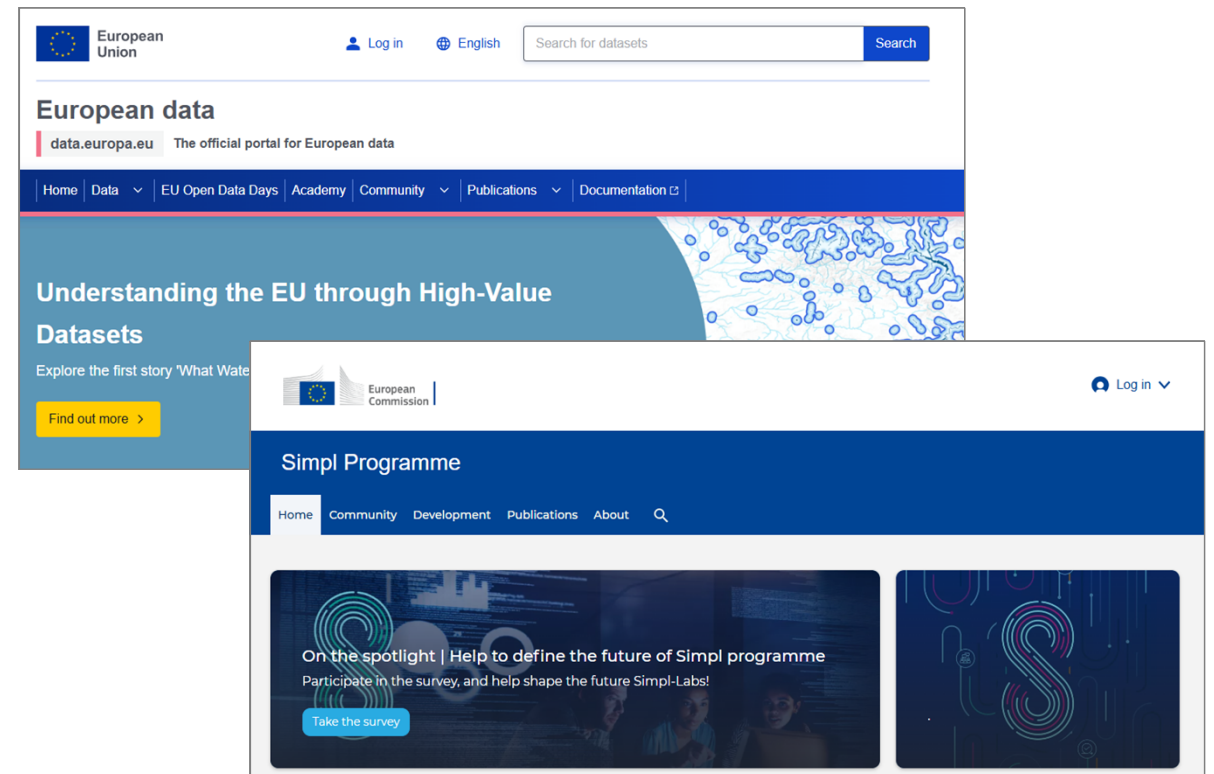 European
Union
Log in
English
Search for datasets
Search
European data
data.europa.eu
The official portal for European data
Home
Data
EU Open Data Days
Academy
Community
Publications
Documentation
Understanding the EU through High-Value
Datasets
Explore the first story 'What Wate
Find out more
European
Commission
Log in
Simpl Programme
Home
Community
Development
Publications
About
On the spotlight | Help to define the future of Simpl programme
Participate in the survey, and help shape the future Simpl-Labs!
Take the survey